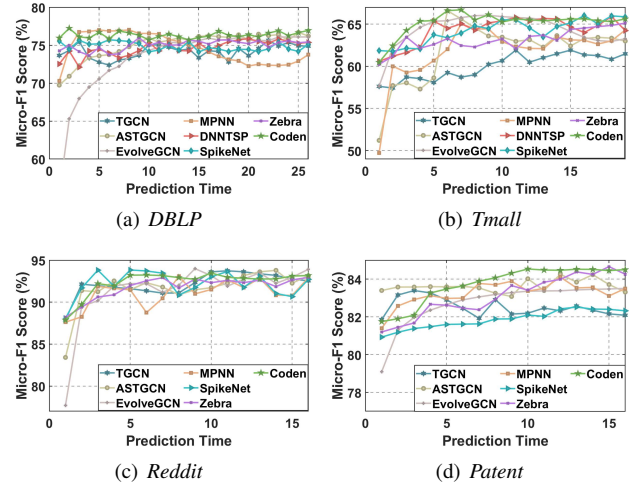 Micro-F1 Score (%)
80
75
70
65
60
0 5 10 15 20 25
Prediction Time
TGCN MPNN Zebra
ASTGCN DNNTSP Coden
EvolveGCN SpikeNet
(a) DBLP
Micro-F1 Score (%)
65
60
55
50
0 5 10 15
Prediction Time
TGCN MPNN Zebra
ASTGCN DNNTSP Coden
EvolveGCN SpikeNet
(b) Tmall
Micro-F1 Score (%)
95
90
85
80
0 5 10 15
Prediction Time
TGCN MPNN Coden
ASTGCN SpikeNet
EvolveGCN Zebra
(c) Reddit
Micro-F1 Score (%)
84
82
80
78
0 5 10 15
Prediction Time
TGCN MPNN Coden
ASTGCN SpikeNet
EvolveGCN Zebra
(d) Patent